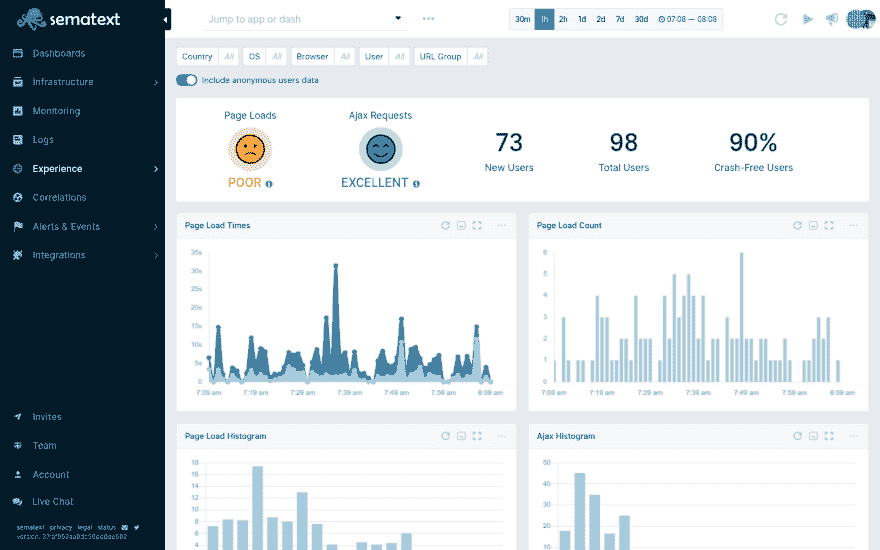 sematext
Jump to app or dash
30m 1h 2h 1d 2d 7d 30d 07:08 — 08:08
Dashboards
Infrastructure
Monitoring
Logs
Experience
Correlations
Alerts & Events
Integrations
Invites
Team
Account
Live Chat
sematext privacy legal status
version:
Country All OS All Browser All User All URL Group All
Include anonymous users data
Page Loads
POOR
Ajax Requests
EXCELLENT
73
New Users
98
Total Users
90%
Crash-Free Users
Page Load Times
35s
30s
25s
20s
15s
10s
5s
0
7:09 am 7:19 am 7:29 am 7:39 am 7:49 am 7:59 am 8:09 am
Page Load Count
6
5
4
3
2
1
0
7:09 am 7:19 am 7:29 am 7:39 am 7:49 am 7:59 am 8:09 am
Page Load Histogram
18
16
14
12
10
8
6
4
Ajax Histogram
50
40
30
20
10